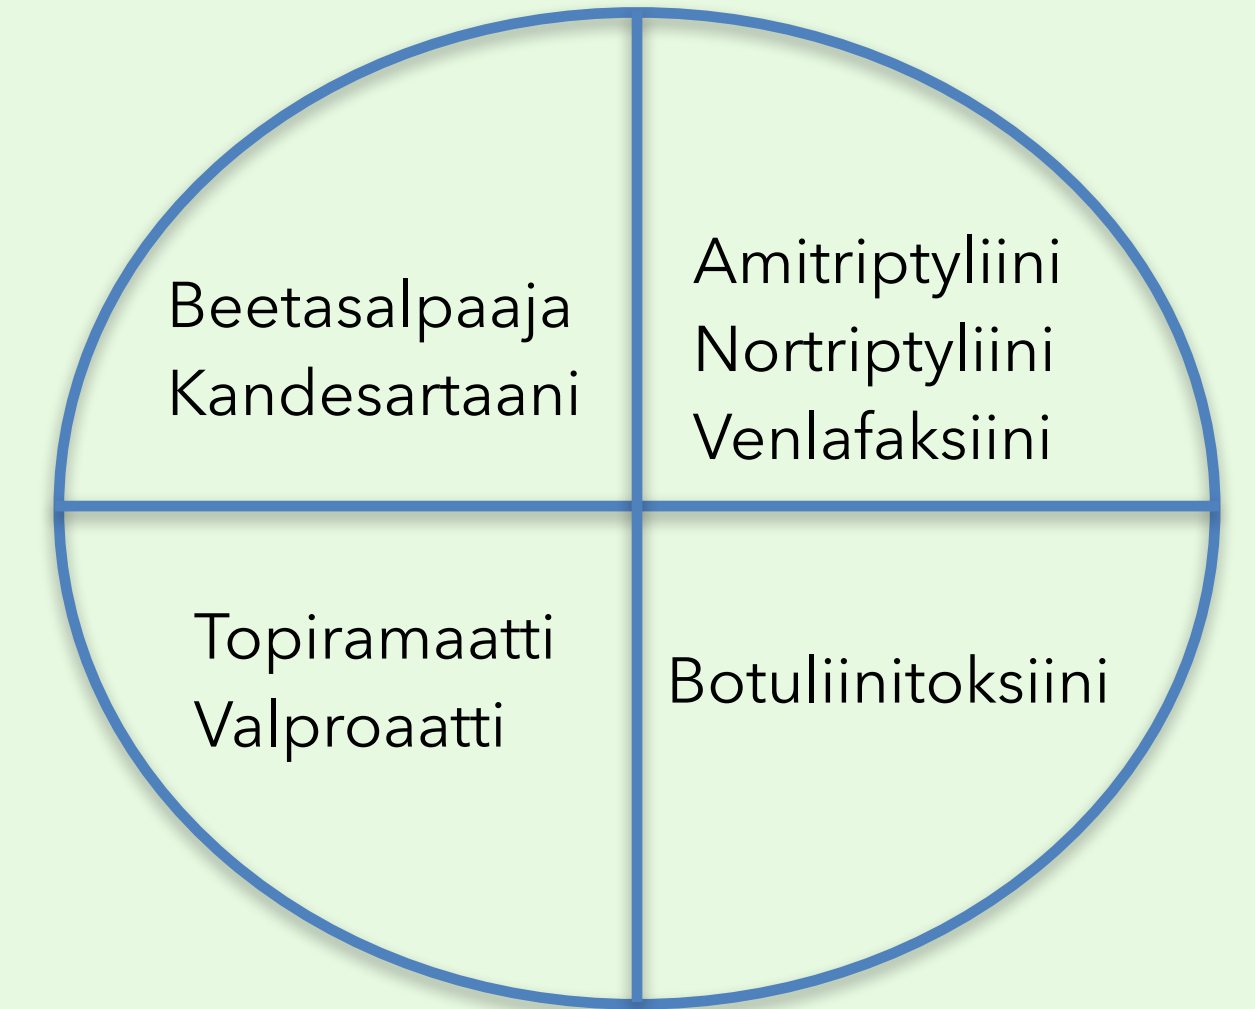 Beetasalpaaja
Kandesartaani
Amitriptyliini
Nortriptyliini
Venlafaksiini
Topiramaatti
Valproaatti
Botuliinitoksiini